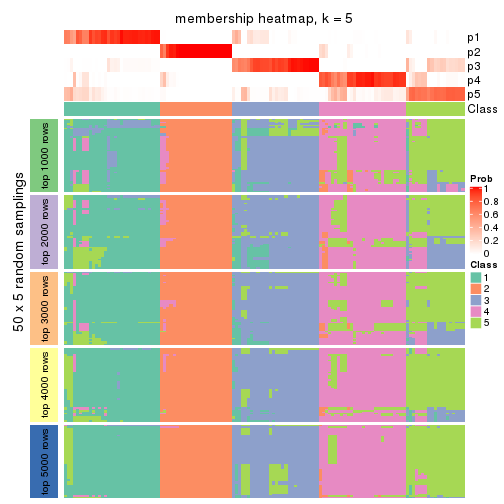 membership heatmap, k = 5
p1
p2
p3
p4
p5
Class
50 x 5 random samplings
top 1000 rows
top 2000 rows
top 3000 rows
top 4000 rows
top 5000 rows
Prob
1
0.8
0.6
0.4
0.2
0
Class
1
2
3
4
5